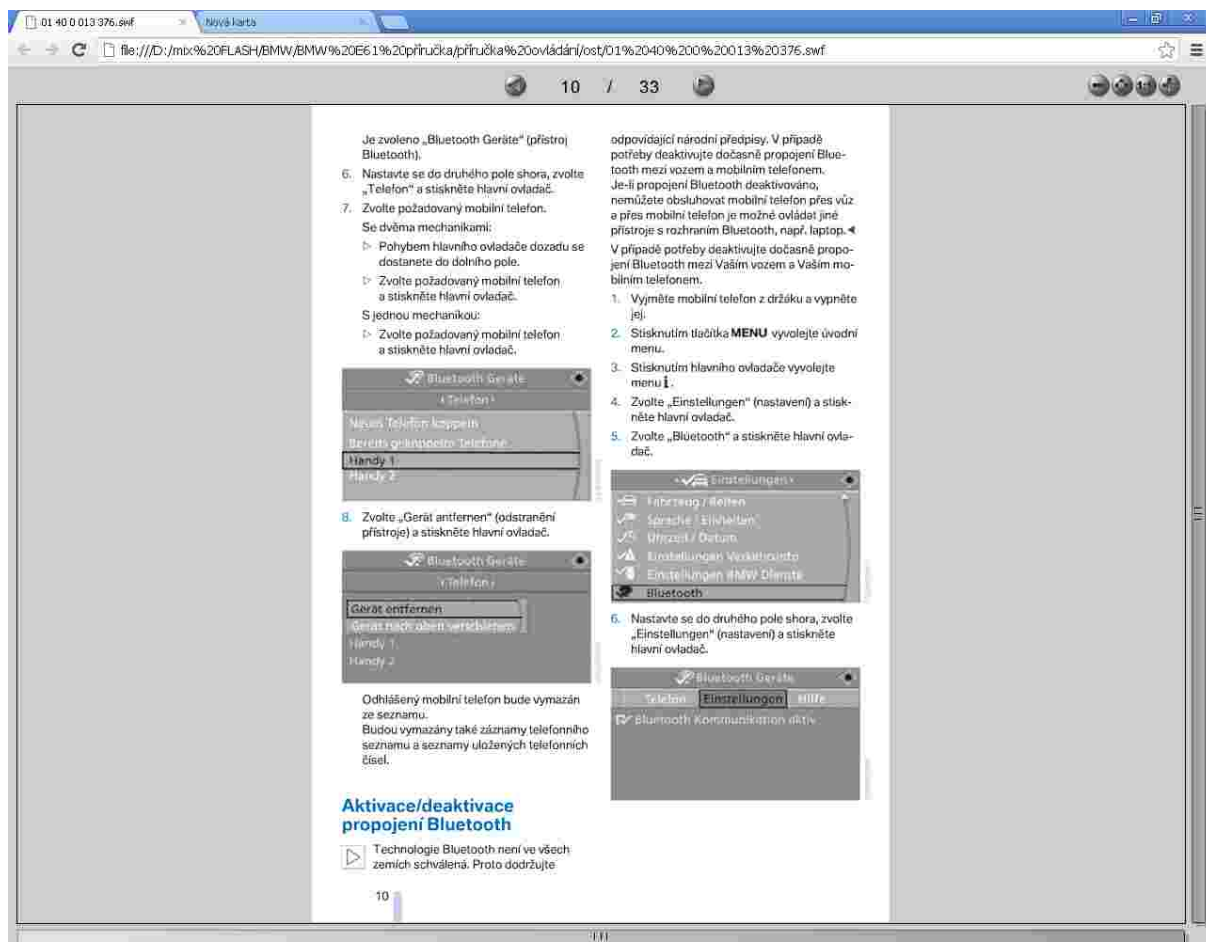 01 40 0 013 376.swf
Nová karta
file:///D:/mix%20FLASH/BMW/BMW%20E61%20příručka/příručka%20ovládání/ost/01%2040%200%20013%20376.swf
10 / 33
Je zvoleno „Bluetooth Geräte“ (přístroj
Bluetooth).
6. Nastavte se do druhého pole shora, zvolte
„Telefon“ a stiskněte hlavní ovladač.
7. Zvolte požadovaný mobilní telefon.
Se dvěma mechanikami:
▷ Pohybem hlavního ovladače dozadu se
dostanete do dolního pole.
▷ Zvolte požadovaný mobilní telefon
a stiskněte hlavní ovladač.
S jednou mechanikou:
▷ Zvolte požadovaný mobilní telefon
a stiskněte hlavní ovladač.
Bluetooth Geräte
Telefon
Neues Telefon koppeln
Bereits gekoppelte Telefone
Handy 1
Handy 2
8. Zvolte „Gerät antfernen“ (odstranění
přístroje) a stiskněte hlavní ovladač.
Bluetooth Geräte
Telefon
Gerät entfernen
Gerät nach oben verschieben
Handy 1
Handy 2
Odhlášený mobilní telefon bude vymazán
ze seznamu.
Budou vymazány také záznamy telefonního
seznamu a seznamy uložených telefonních
čísel.
Aktivace/deaktivace
propojení Bluetooth
Technologie Bluetooth není ve všech
zemích schválená. Proto dodržujte
10
odpovídající národní předpisy. V případě
potřeby deaktivujte dočasně propojení Blue-
tooth mezi vozem a mobilním telefonem.
Je-li propojení Bluetooth deaktivováno,
nemůžete obsluhovat mobilní telefon přes vůz
a přes mobilní telefon je možné ovládat jiné
přístroje s rozhraním Bluetooth, např. laptop.◀
V případě potřeby deaktivujte dočasně propo-
jení Bluetooth mezi Vaším vozem a Vaším mo-
bilním telefonem.
1. Vyjměte mobilní telefon z držáku a vypněte
jej.
2. Stisknutím tlačítka MENU vyvolejte úvodní
menu.
3. Stisknutím hlavního ovladače vyvolejte
menu i.
4. Zvolte „Einstellungen“ (nastavení) a stisk-
něte hlavní ovladač.
5. Zvolte „Bluetooth“ a stiskněte hlavní ovla-
dač.
Einstellungen
Fahrzeug / Reifen
Sprache / Einheiten
Uhrzeit / Datum
Einstellungen Verkehrsinfo
Einstellungen BMW Dienste
Bluetooth
6. Nastavte se do druhého pole shora, zvolte
„Einstellungen“ (nastavení) a stiskněte
hlavní ovladač.
Bluetooth Geräte
Telefon Einstellungen Hilfe
Bluetooth Kommunikation aktiv